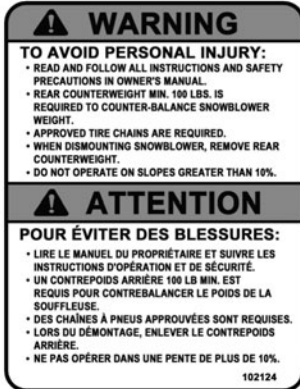 WARNING
TO AVOID PERSONAL INJURY:
• READ AND FOLLOW ALL INSTRUCTIONS AND SAFETY
PRECAUTIONS IN OWNER'S MANUAL.
• REAR COUNTERWEIGHT MIN. 100 LBS. IS
REQUIRED TO COUNTER-BALANCE SNOWBLOWER
WEIGHT.
• APPROVED TIRE CHAINS ARE REQUIRED.
• WHEN DISMOUNTING SNOWBLOWER, REMOVE REAR
COUNTERWEIGHT.
• DO NOT OPERATE ON SLOPES GREATER THAN 10%.
ATTENTION
POUR ÉVITER DES BLESSURES:
• LIRE LE MANUEL DU PROPRIÉTAIRE ET SUIVRE LES
INSTRUCTIONS D'OPÉRATION ET DE SÉCURITÉ.
• UN CONTREPOIDS ARRIÈRE 100 LB MIN. EST
REQUIS POUR CONTREBALANCER LE POIDS DE LA
SOUFFLEUSE.
• DES CHAÎNES À PNEUS APPROUVÉES SONT REQUISES.
• LORS DU DÉMONTAGE, ENLEVER LE CONTREPOIDS
ARRIÈRE.
• NE PAS OPÉRER DANS UNE PENTE DE PLUS DE 10%.
102124